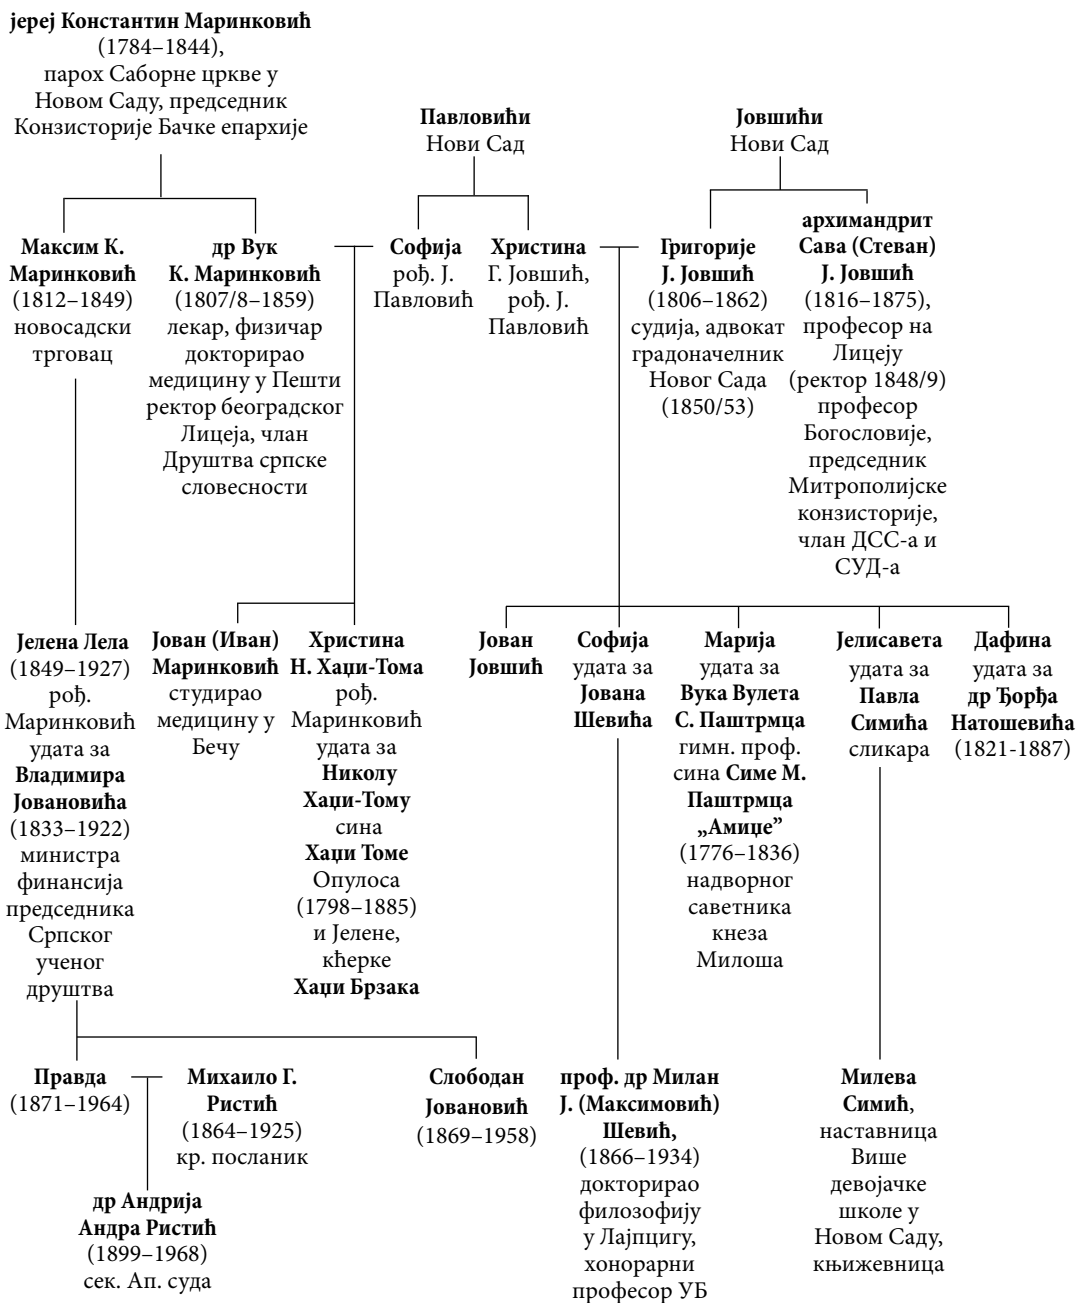 јереј Константин Маринковић
(1784–1844),
парох Саборне цркве у
Новом Саду, председник
Конзисторије Бачке епархије
Павловићи
Нови Сад
Јовшићи
Нови Сад
Максим К.
Маринковић
(1812–1849)
новосадски
трговац
др Вук
К. Маринковић
(1807/8–1859)
лекар, физичар
докторирао
медицину у Пешти
ректор београдског
Лицеја, члан
Друштва српске
словесности
Софија
рођ. Ј.
Павловић
Христина
Г. Јовшић,
рођ. Ј.
Павловић
Григорије
Ј. Јовшић
(1806–1862)
судија, адвокат
градоначелник
Новог Сада
(1850/53)
архимандрит
Сава (Стеван)
Ј. Јовшић
(1816–1875),
професор на
Лицеју
(ректор 1848/9)
професор
Богословије,
председник
Митрополијске
конзисторије,
члан ДСС-а и
СУД-а
Јелена Лела
(1849–1927)
рођ.
Маринковић
удата за
Владимира
Јовановића
(1833–1922)
министра
финансија
председника
Српског
ученог
друштва
Јован (Иван)
Маринковић
студирао
медицину у
Бечу
Христина
Н. Хаџи-Тома
рођ.
Маринковић
удата за
Николу
Хаџи-Тому
сина
Хаџи Томе
Опулоса
(1798–1885)
и Јелене,
кћерке
Хаџи Брзака
Јован
Јовшић
Софија
удата за
Јована
Шевића
Марија
удата за
Вука Вулета
С. Паштрмца
гимн. проф.
сина Симе М.
Паштрмца
„Амиџе”
(1776–1836)
надворног
саветника
кнеза
Милоша
Јелисавета
удата за
Павла
Симића
сликара
Дафина
удата за
др Ђорђа
Натошевића
(1821-1887)
Правда
(1871–1964)
Михаило Г.
Ристић
(1864–1925)
кр. посланик
Слободан
Јовановић
(1869–1958)
проф. др Милан
Ј. (Максимовић)
Шевић,
(1866–1934)
докторирао
филозофију
у Лајпцигу,
хонорарни
професор УБ
Милева
Симић,
наставница
Више
девојачке
школе у
Новом Саду,
књижевница
др Андрија
Андра Ристић
(1899–1968)
сек. Ап. суда